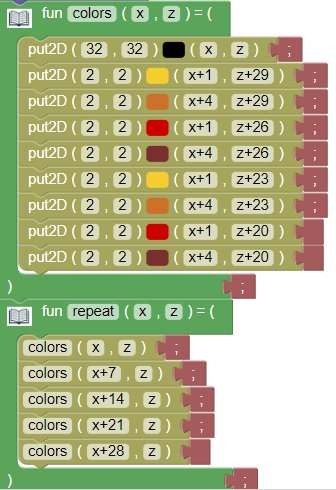 fun colors ( x , z ) = (
put2D ( 32 , 32 ) ( x , z ) ;
put2D ( 2 , 2 ) ( x+1 , z+29 ) ;
put2D ( 2 , 2 ) ( x+4 , z+29 ) ;
put2D ( 2 , 2 ) ( x+1 , z+26 ) ;
put2D ( 2 , 2 ) ( x+4 , z+26 ) ;
put2D ( 2 , 2 ) ( x+1 , z+23 ) ;
put2D ( 2 , 2 ) ( x+4 , z+23 ) ;
put2D ( 2 , 2 ) ( x+1 , z+20 ) ;
put2D ( 2 , 2 ) ( x+4 , z+20 ) ;
) ;
fun repeat ( x , z ) = (
colors ( x , z ) ;
colors ( x+7 , z ) ;
colors ( x+14 , z ) ;
colors ( x+21 , z ) ;
colors ( x+28 , z ) ;
) ;